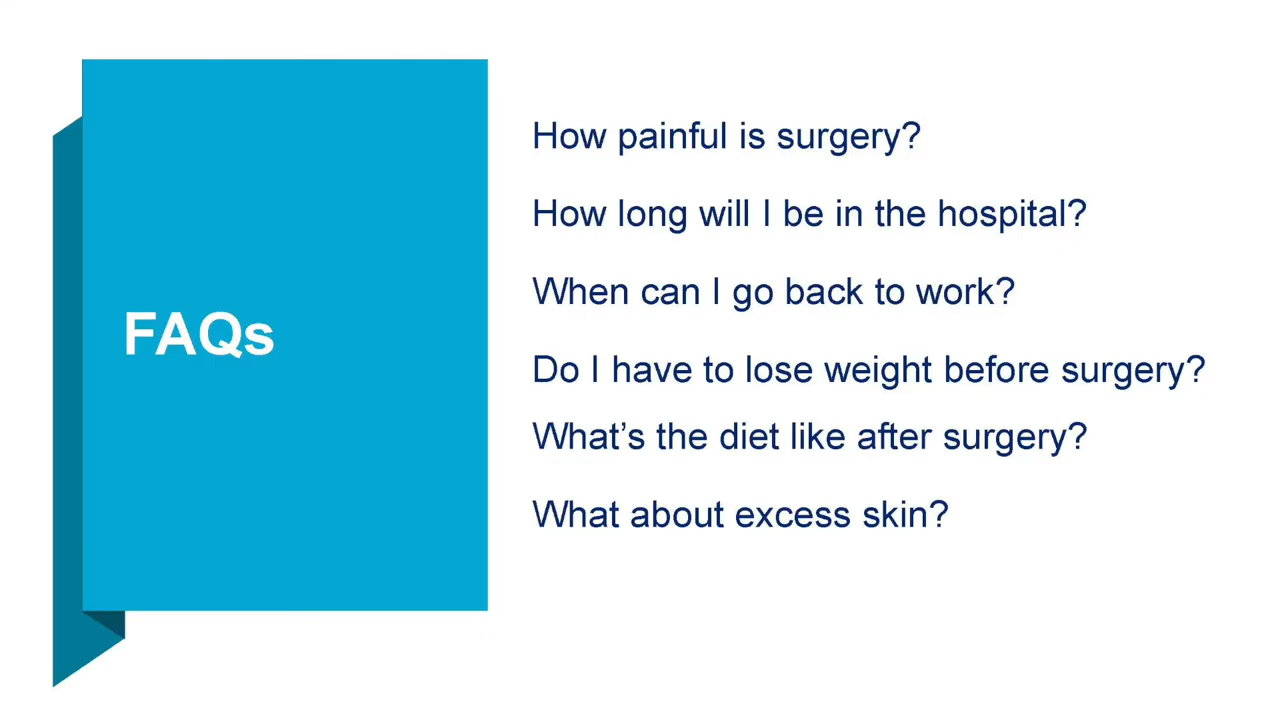 FAQs
How painful is surgery?
How long will I be in the hospital?
When can I go back to work?
Do I have to lose weight before surgery?
What’s the diet like after surgery?
What about excess skin?